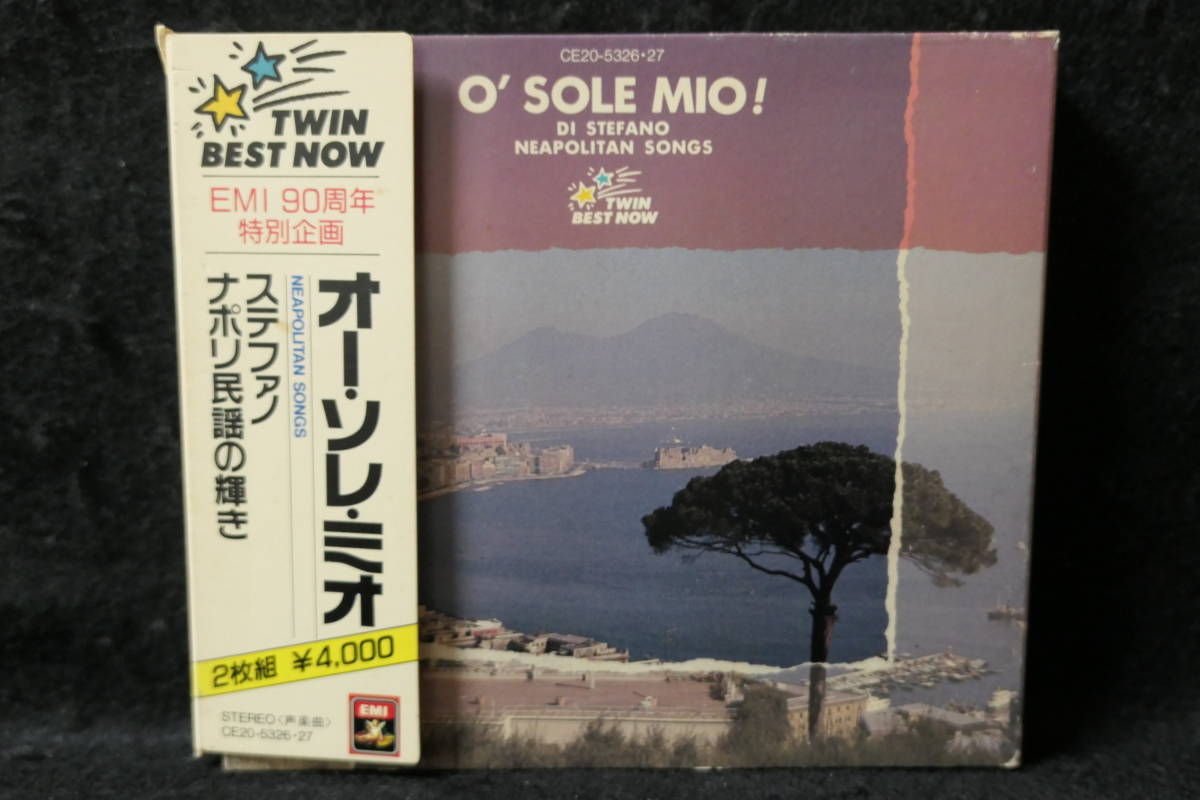 TWIN
BEST NOW
EMI 90周年
特別企画
オー・ソレ・ミオ
NEAPOLITAN SONGS
ステファノ
ナポリ民謡の輝き
2枚組 ¥4,000
STEREO〈声楽曲〉
CE20-5326・27
EMI
CE20-5326・27
O' SOLE MIO!
DI STEFANO
NEAPOLITAN SONGS
TWIN
BEST NOW